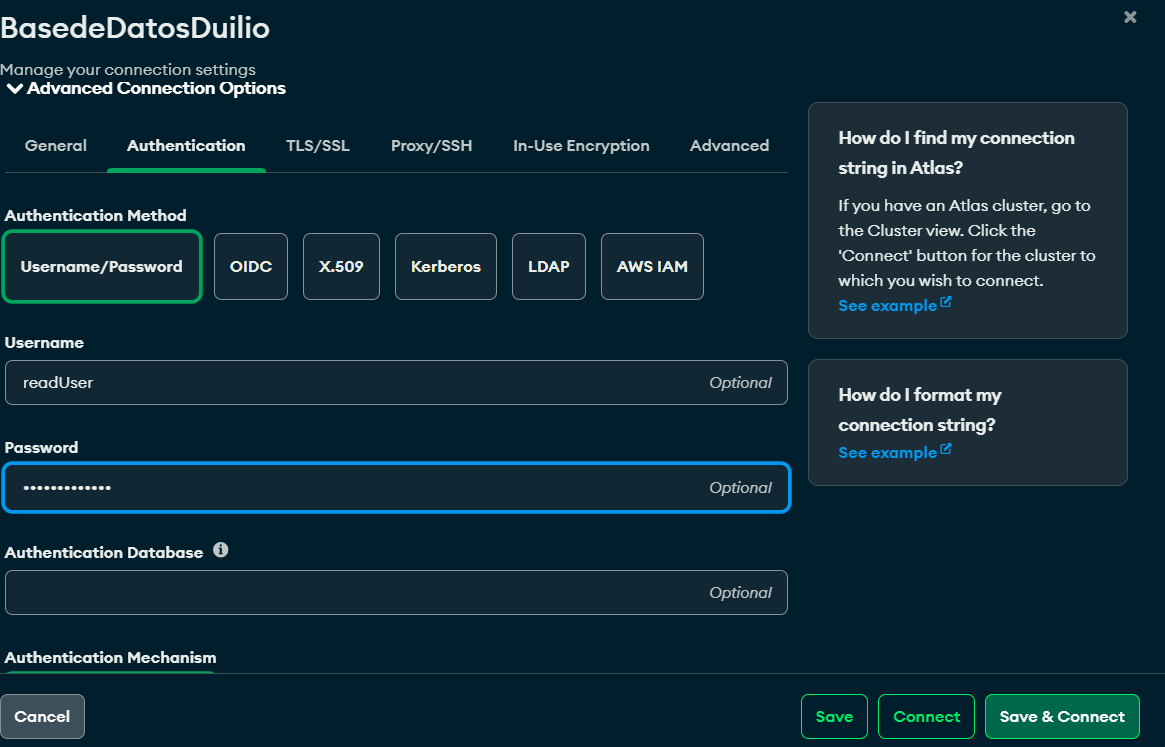 BasedeDatosDuilio
Manage your connection settings
Advanced Connection Options
General Authentication TLS/SSL Proxy/SSH In-Use Encryption Advanced
Authentication Method
Username/Password OIDC X.509 Kerberos LDAP AWS IAM
Username
readUser Optional
Password
••••••••••••• Optional
Authentication Database
Optional
Authentication Mechanism
How do I find my connection
string in Atlas?
If you have an Atlas cluster, go to
the Cluster view. Click the
'Connect' button for the cluster to
which you wish to connect.
See example
How do I format my
connection string?
See example
Cancel Save Connect Save & Connect